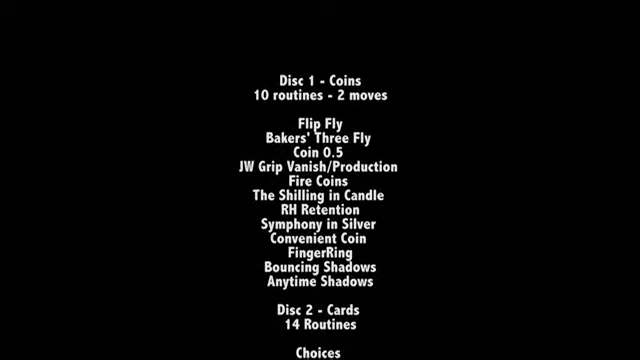 Disc 1 - Coins
10 routines - 2 moves
Flip Fly
Bakers' Three Fly
Coin 0.5
JW Grip Vanish/Production
Fire Coins
The Shilling in Candle
RH Retention
Symphony in Silver
Convenient Coin
FingerRing
Bouncing Shadows
Anytime Shadows
Disc 2 - Cards
14 Routines
Choices